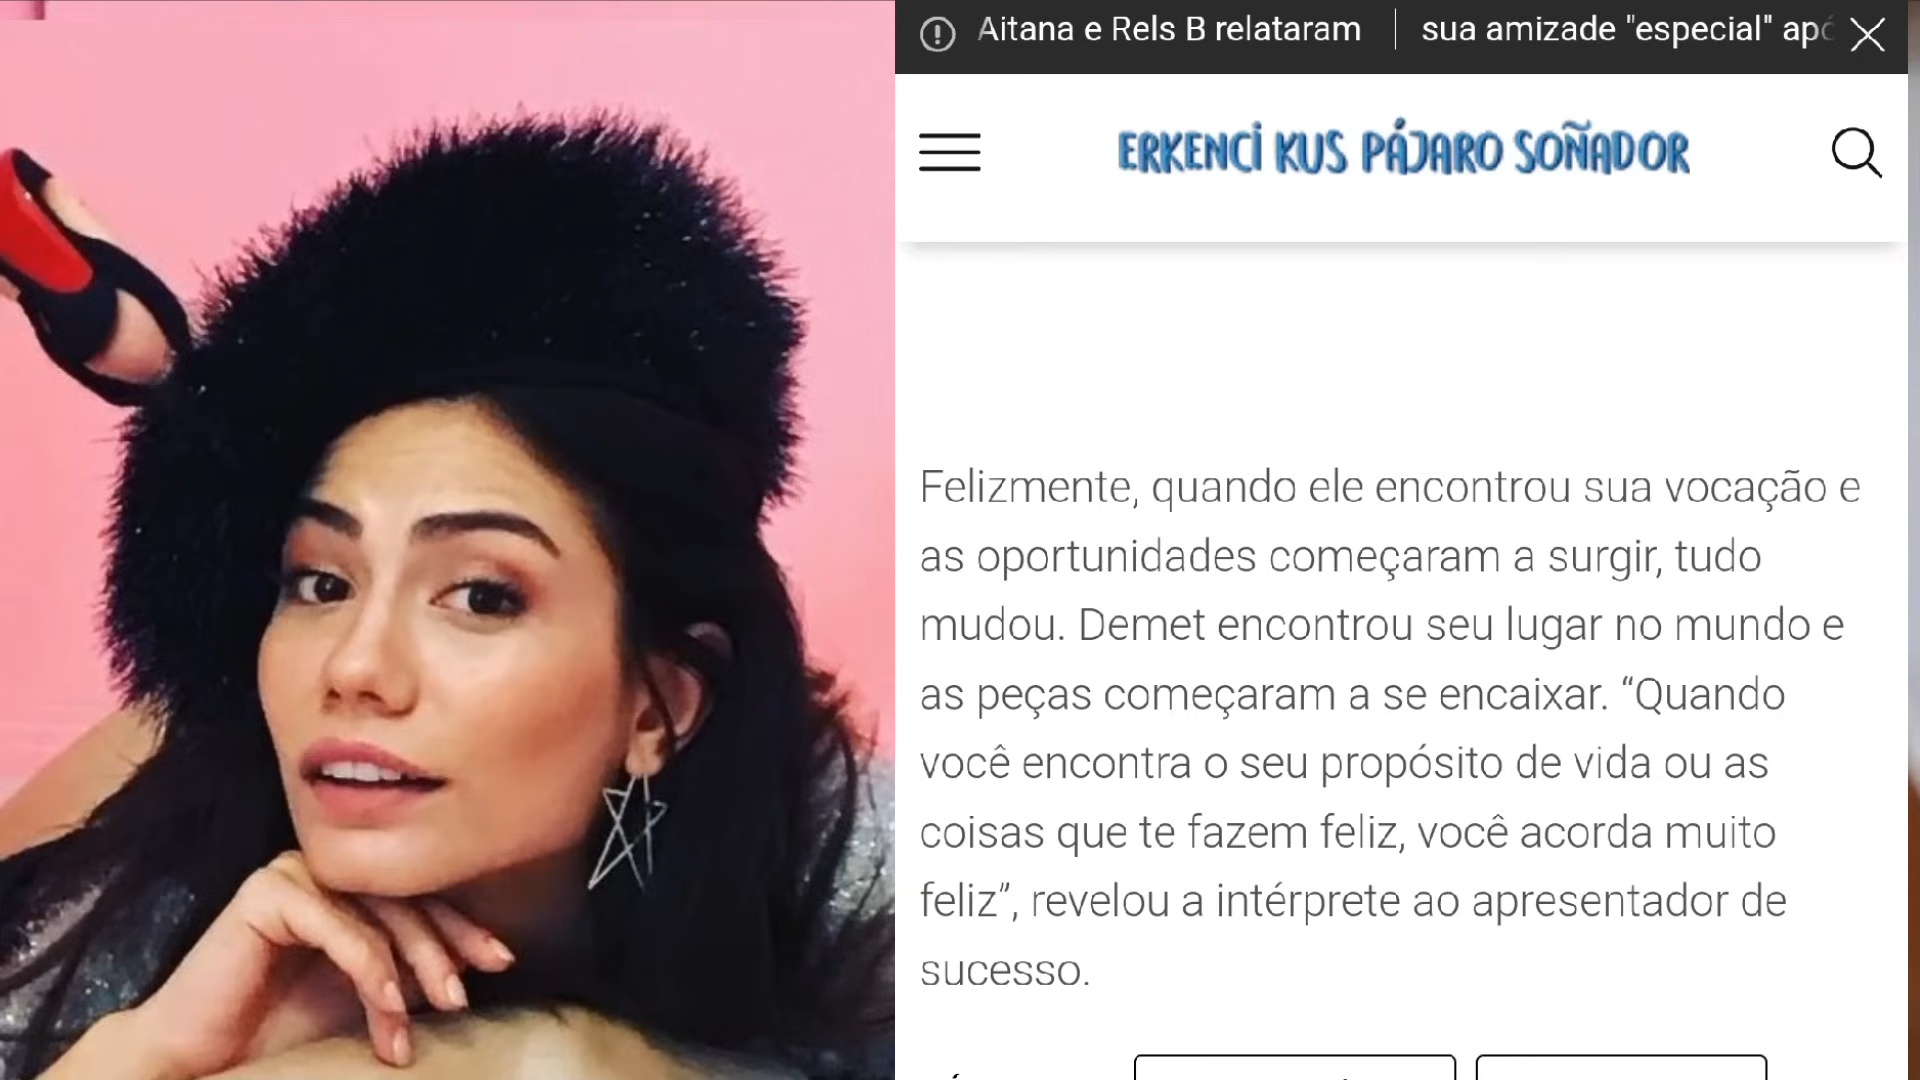 Aitana e Rels B relataram
sua amizade "especial"
ERKENCİ KUS PÁJARO SOÑADOR
Felizmente, quando ele encontrou sua vocação e
as oportunidades começaram a surgir, tudo
mudou. Demet encontrou seu lugar no mundo e
as peças começaram a se encaixar. “Quando
você encontra o seu propósito de vida ou as
coisas que te fazem feliz, você acorda muito
feliz”, revelou a intérprete ao apresentador de
sucesso.